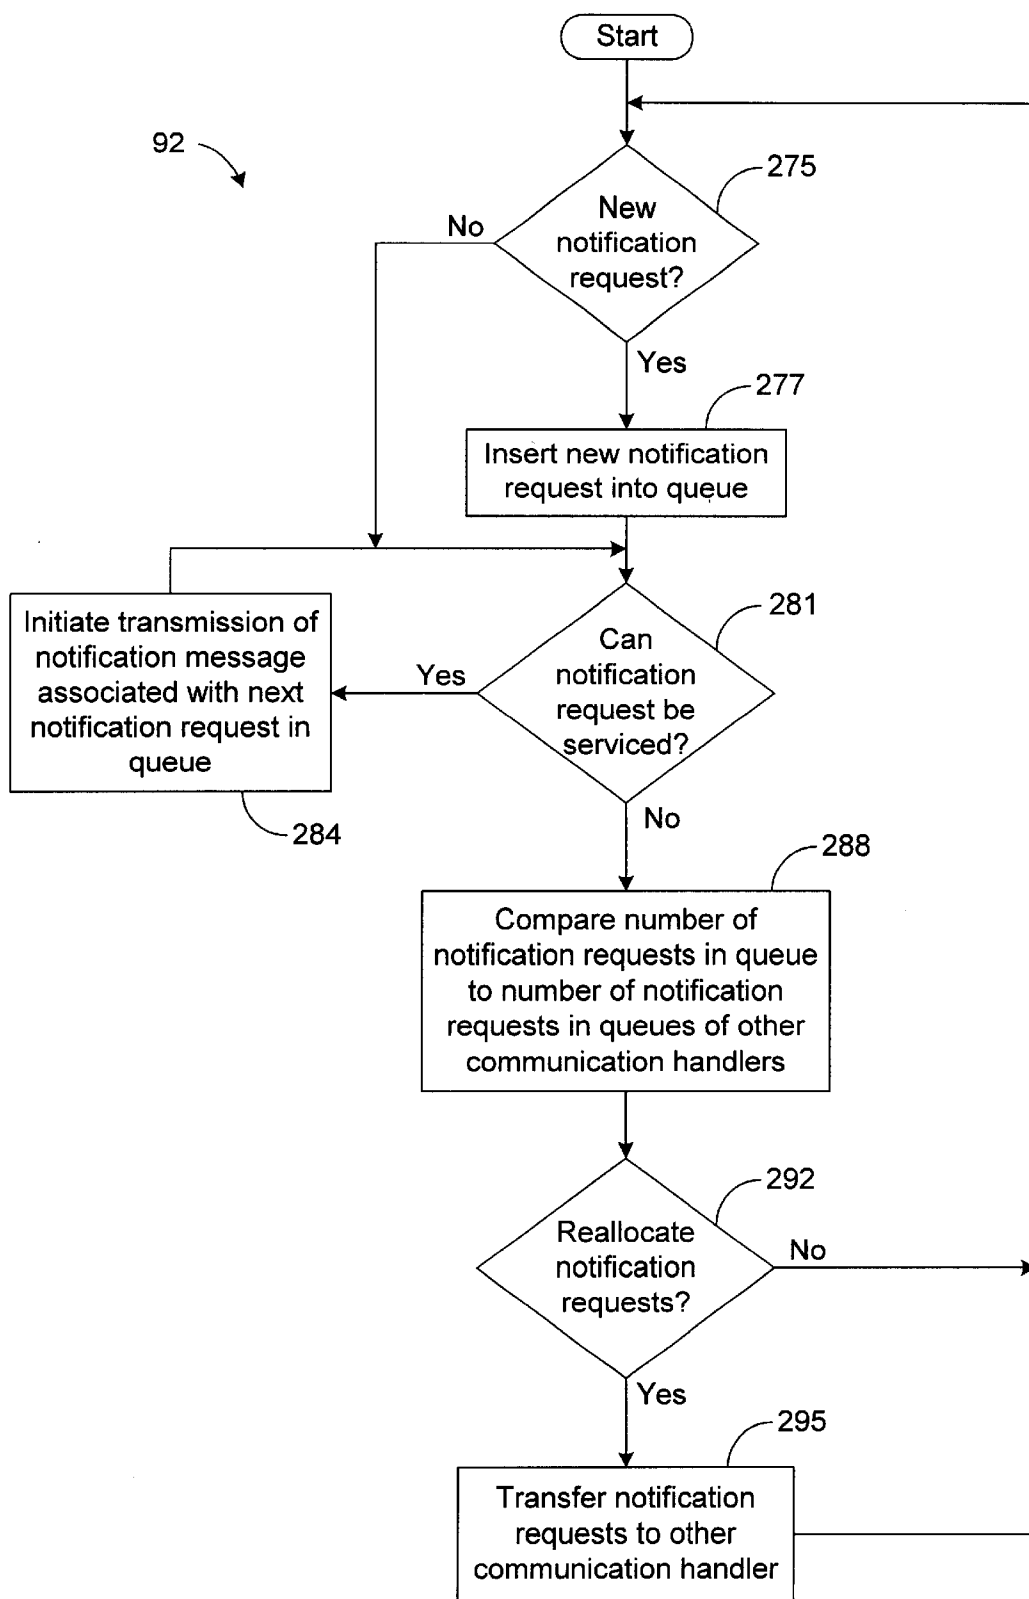 Start
92
275
New
notification
request?
No
Yes
277
Insert new notification
request into queue
281
Can
notification
request be
serviced?
Yes
Initiate transmission of
notification message
associated with next
notification request in
queue
284
No
288
Compare number of
notification requests in queue
to number of notification
requests in queues of other
communication handlers
292
Reallocate
notification
requests?
No
Yes
295
Transfer notification
requests to other
communication handler